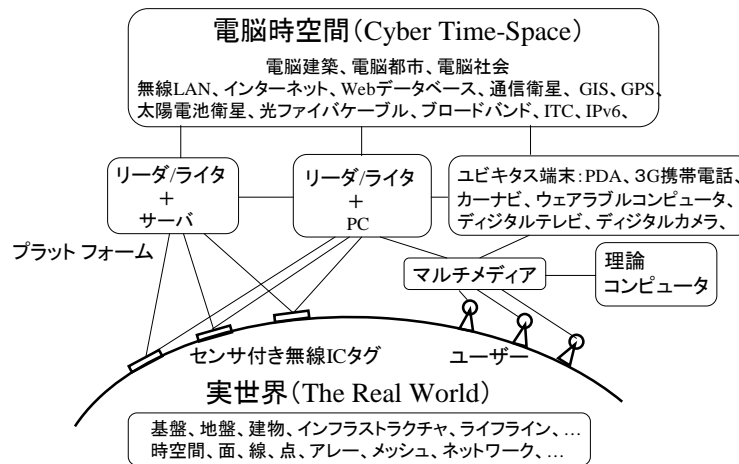 電脳時空間(Cyber Time-Space)
電脳建築、電脳都市、電脳社会
無線LAN、インターネット、Webデータベース、通信衛星、GIS、GPS、
太陽電池衛星、光ファイバケーブル、ブロードバンド、ITC、IPv6、
リーダ/ライタ
+
サーバ
リーダ/ライタ
+
PC
ユビキタス端末:PDA、3G携帯電話、
カーナビ、ウェアラブルコンピュータ、
ディジタルテレビ、ディジタルカメラ、
プラット フォーム
マルチメディア
理論
コンピュータ
センサ付き無線ICタグ
ユーザー
実世界(The Real World)
基盤、地盤、建物、インフラストラクチャ、ライフライン、…
時空間、面、線、点、アレー、メッシュ、ネットワーク、…